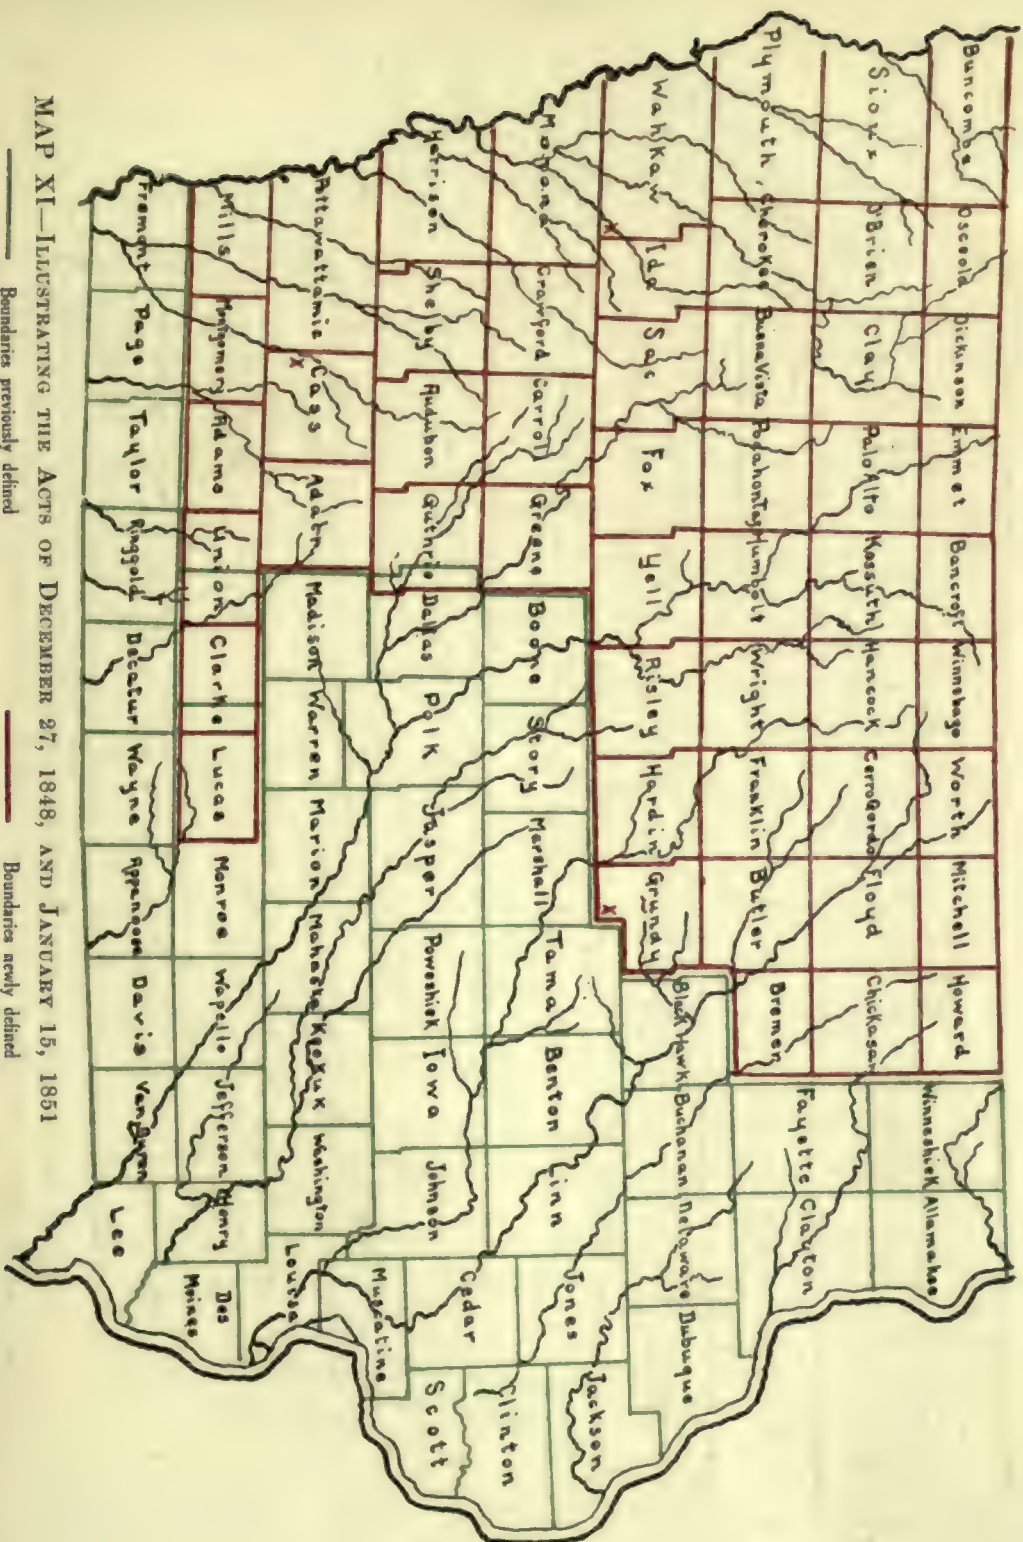 Buncombe Osceola Dickinson Emmet Bancroft Winnebago Worth Mitchell Howard Winneshiek Allamakee
Sioux O'Brien Clay Palo Alto Kossuth Hancock Cerro Gordo Floyd Chickasaw
Plymouth Cherokee Buena Vista Pocahontas Humbolt Wright Franklin Butler Bremer Fayette Clayton
Wahkaw Ida Sac Fox Yell Risley Hardin Grundy Black Hawk Buchanan Delaware Dubuque
x x
Monona Crawford Carroll Greene Boone Story Marshall Tama Benton Linn Jones Jackson
Harrison Shelby Audubon Guthrie Dallas Polk Jasper Poweshiek Iowa Johnson Cedar Clinton
Scott
Pottawattamie Cass Adair Madison Warren Marion Mahaska Keokuk Washington Louisa Muscatine
x
Mills Montgomery Adams Union Clarke Lucas Monroe Wapello Jefferson Henry Des Moines
Fremont Page Taylor Ringgold Decatur Wayne Appanoose Davis Van Buren Lee
MAP XI—ILLUSTRATING THE ACTS OF DECEMBER 27, 1848, AND JANUARY 15, 1851
Boundaries previously defined Boundaries newly defined